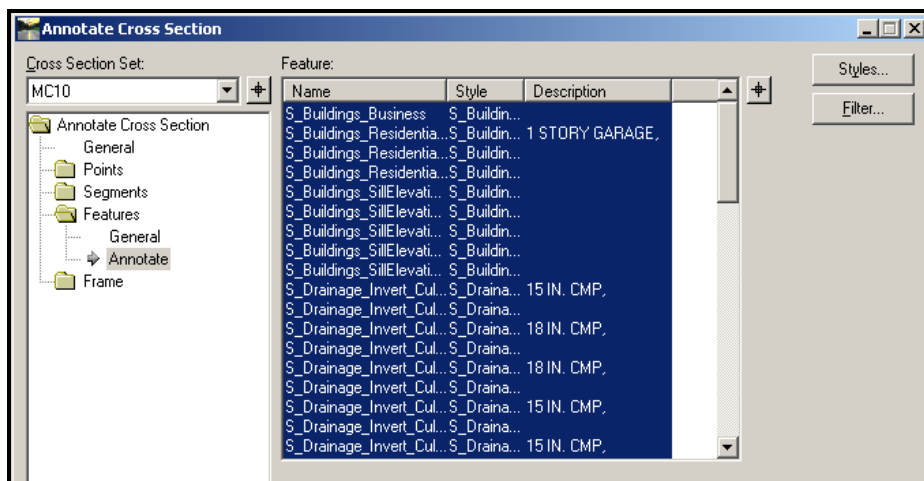 Annotate Cross Section
Cross Section Set:
MC10
Annotate Cross Section
General
Points
Segments
Features
General
Annotate
Frame
Feature:
Name Style Description
S_Buildings_Business S_Buildin...
S_Buildings_Residentia... S_Buildin... 1 STORY GARAGE,
S_Buildings_Residentia... S_Buildin...
S_Buildings_Residentia... S_Buildin...
S_Buildings_SillElevati... S_Buildin...
S_Buildings_SillElevati... S_Buildin...
S_Buildings_SillElevati... S_Buildin...
S_Buildings_SillElevati... S_Buildin...
S_Buildings_SillElevati... S_Buildin...
S_Drainage_Invert_Cul... S_Draina... 15 IN. CMP,
S_Drainage_Invert_Cul... S_Draina...
S_Drainage_Invert_Cul... S_Draina... 18 IN. CMP,
S_Drainage_Invert_Cul... S_Draina...
S_Drainage_Invert_Cul... S_Draina... 18 IN. CMP,
S_Drainage_Invert_Cul... S_Draina...
S_Drainage_Invert_Cul... S_Draina... 15 IN. CMP,
S_Drainage_Invert_Cul... S_Draina...
S_Drainage_Invert_Cul... S_Draina... 15 IN. CMP,
Styles...
Filter...